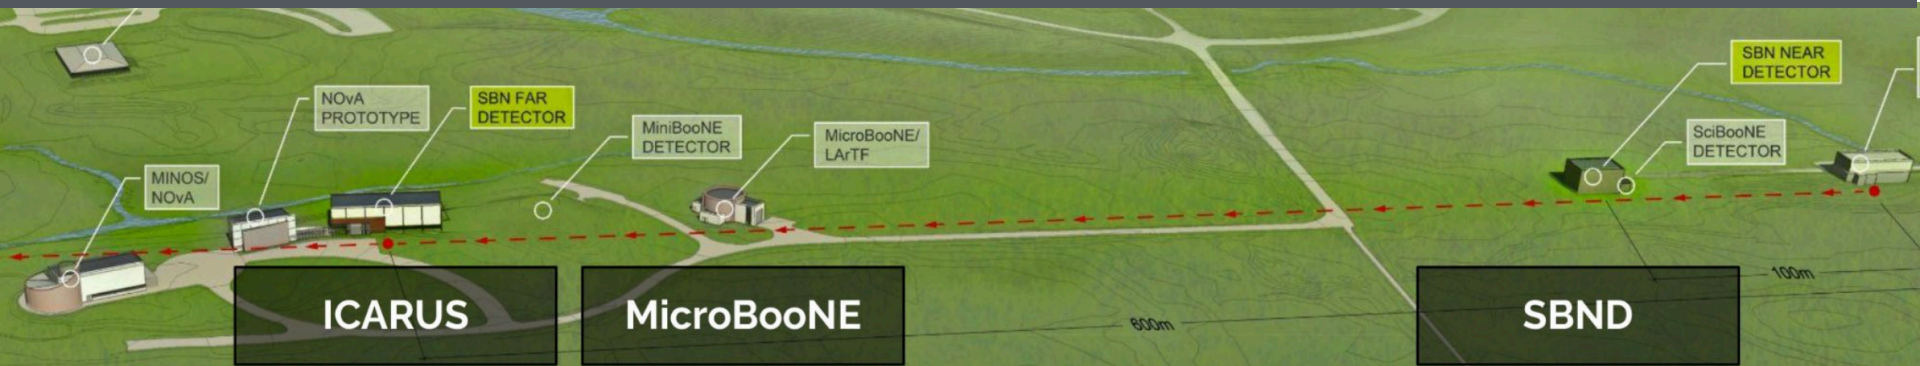 MINOS/
NOvA
NOvA
PROTOTYPE
SBN FAR
DETECTOR
MiniBooNE
DETECTOR
MicroBooNE/
LArTF
SBN NEAR
DETECTOR
SciBooNE
DETECTOR
100m
600m
ICARUS
MicroBooNE
SBND